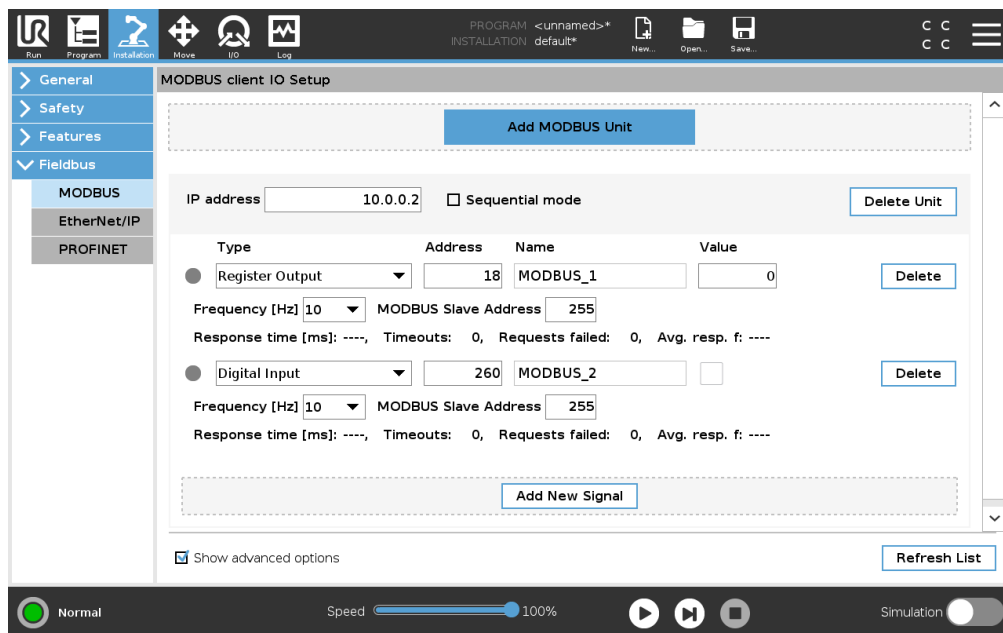 PROGRAM <unnamed>*
INSTALLATION default*
UR
Run Program Installation Move I/O Log New... Open... Save...
C C
C C
General
Safety
Features
Fieldbus
MODBUS
EtherNet/IP
PROFINET
MODBUS client IO Setup
Add MODBUS Unit
IP address 10.0.0.2 Sequential mode Delete Unit
Type Address Name Value
Register Output 18 MODBUS_1 0 Delete
Frequency [Hz] 10 MODBUS Slave Address 255
Response time [ms]: ----, Timeouts: 0, Requests failed: 0, Avg. resp. f: ----
Digital Input 260 MODBUS_2 Delete
Frequency [Hz] 10 MODBUS Slave Address 255
Response time [ms]: ----, Timeouts: 0, Requests failed: 0, Avg. resp. f: ----
Add New Signal
Show advanced options Refresh List
Normal Speed 100% Simulation